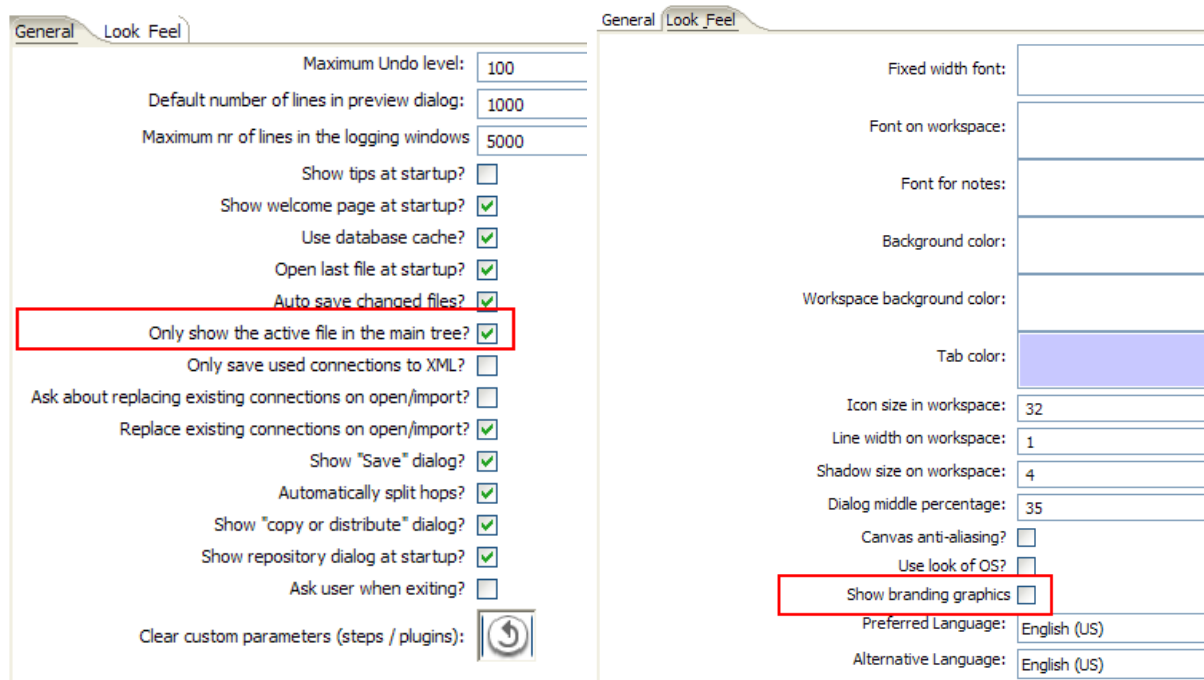 General Look Feel
Maximum Undo level: 100
Default number of lines in preview dialog: 1000
Maximum nr of lines in the logging windows 5000
Show tips at startup?
Show welcome page at startup?
Use database cache?
Open last file at startup?
Auto save changed files?
Only show the active file in the main tree?
Only save used connections to XML?
Ask about replacing existing connections on open/import?
Replace existing connections on open/import?
Show "Save" dialog?
Automatically split hops?
Show "copy or distribute" dialog?
Show repository dialog at startup?
Ask user when exiting?
Clear custom parameters (steps / plugins):
General Look Feel
Fixed width font:
Font on workspace:
Font for notes:
Background color:
Workspace background color:
Tab color:
Icon size in workspace: 32
Line width on workspace: 1
Shadow size on workspace: 4
Dialog middle percentage: 35
Canvas anti-aliasing?
Use look of OS?
Show branding graphics
Preferred Language: English (US)
Alternative Language: English (US)